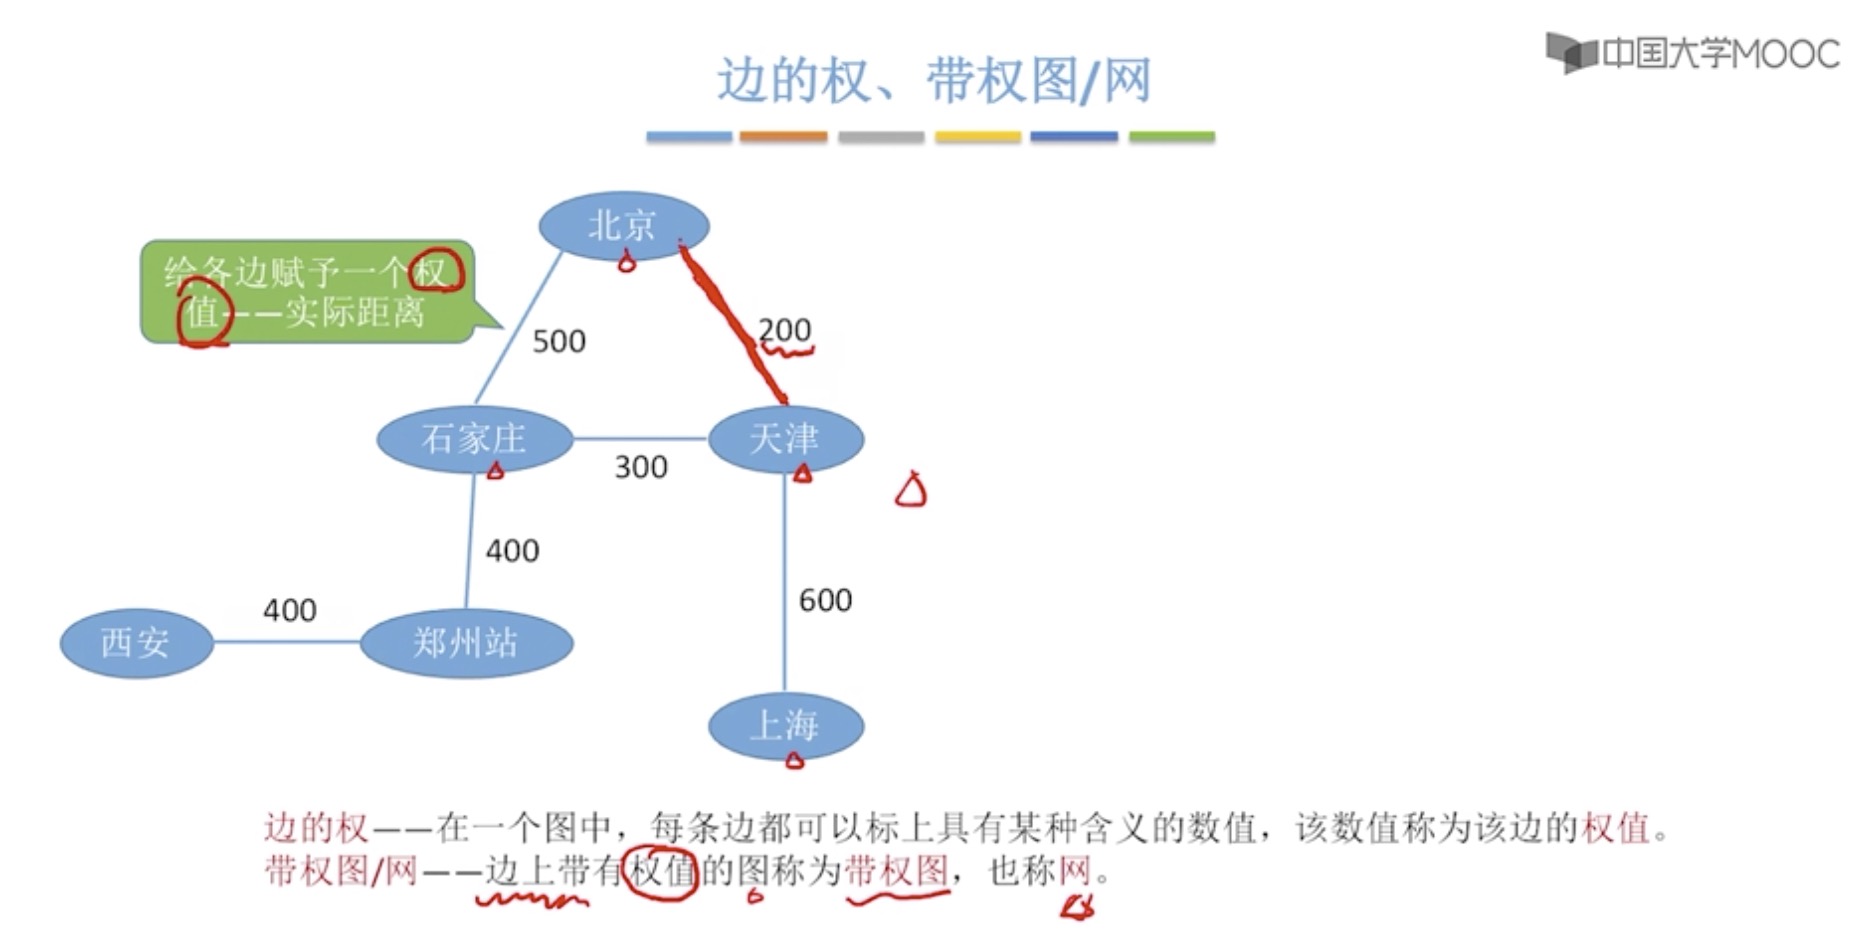 中国大学MOOC
边的权、带权图/网
北京
给各边赋予一个权
值——实际距离
500
200
石家庄
天津
300
400
600
400
西安
郑州站
上海
边的权——在一个图中，每条边都可以标上具有某种含义的数值，该数值称为该边的权值。
带权图/网——边上带有权值的图称为带权图，也称网。